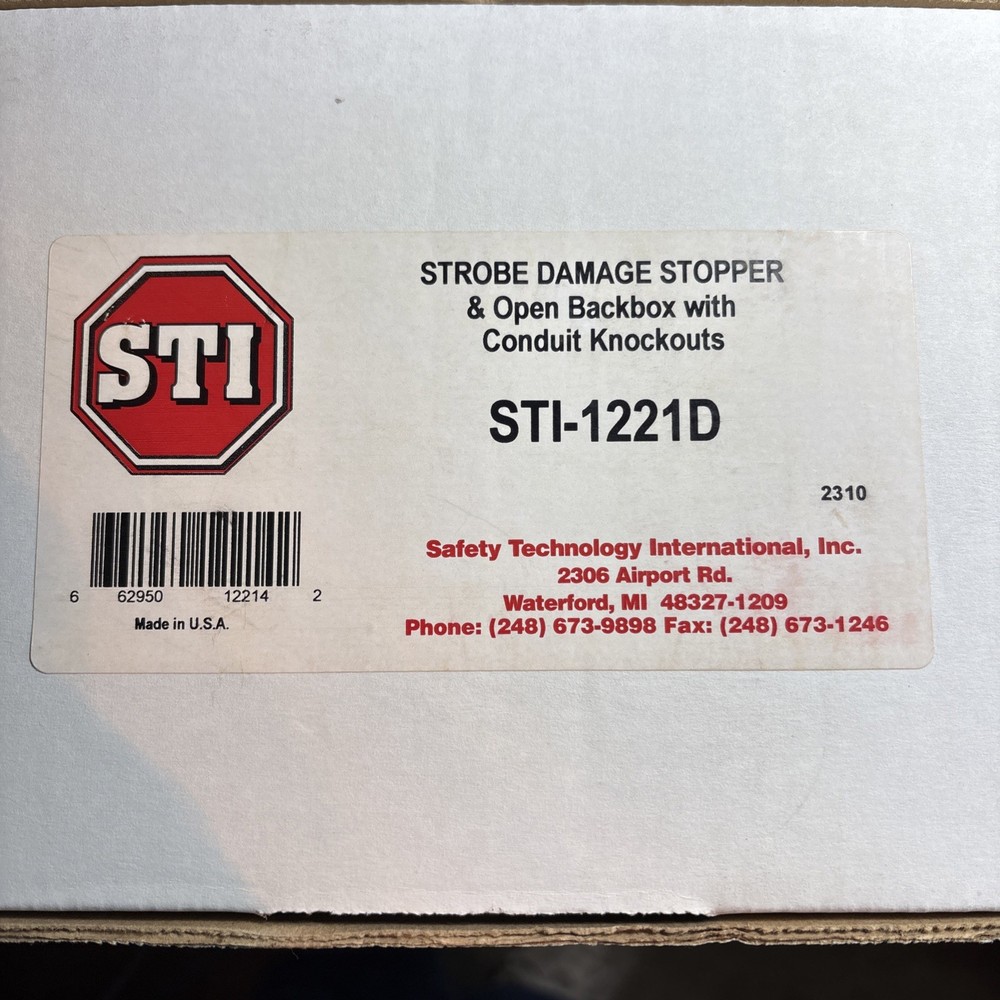 STI
STROBE DAMAGE STOPPER
& Open Backbox with
Conduit Knockouts
STI-1221D
2310
6 62950 12214 2
Made in U.S.A.
Safety Technology International, Inc.
2306 Airport Rd.
Waterford, MI 48327-1209
Phone: (248) 673-9898 Fax: (248) 673-1246